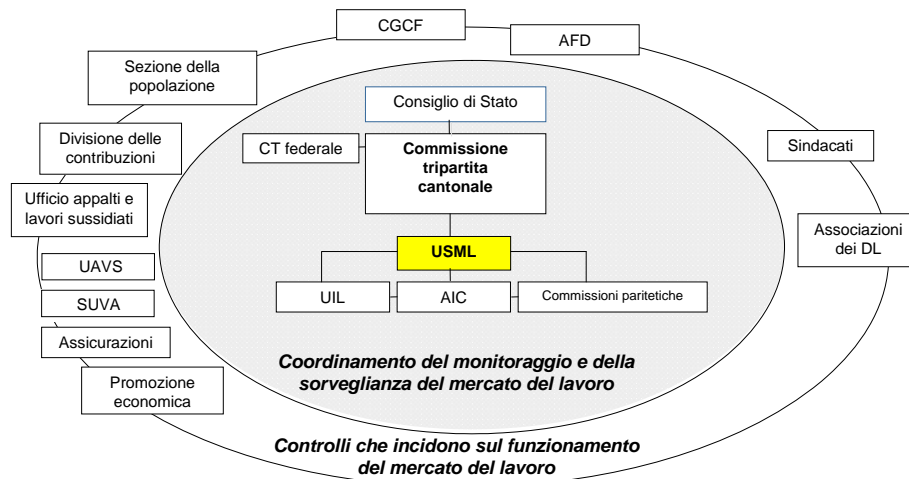 CGCF
AFD
Sezione della
popolazione
Consiglio di Stato
Divisione delle
contribuzioni
CT federale
Commissione
tripartita
cantonale
Sindacati
Ufficio appalti e
lavori sussidiati
Associazioni
dei DL
USML
UAVS
SUVA
UIL
AIC
Commissioni paritetiche
Assicurazioni
Promozione
economica
Coordinamento del monitoraggio e della
sorveglianza del mercato del lavoro
Controlli che incidono sul funzionamento
del mercato del lavoro